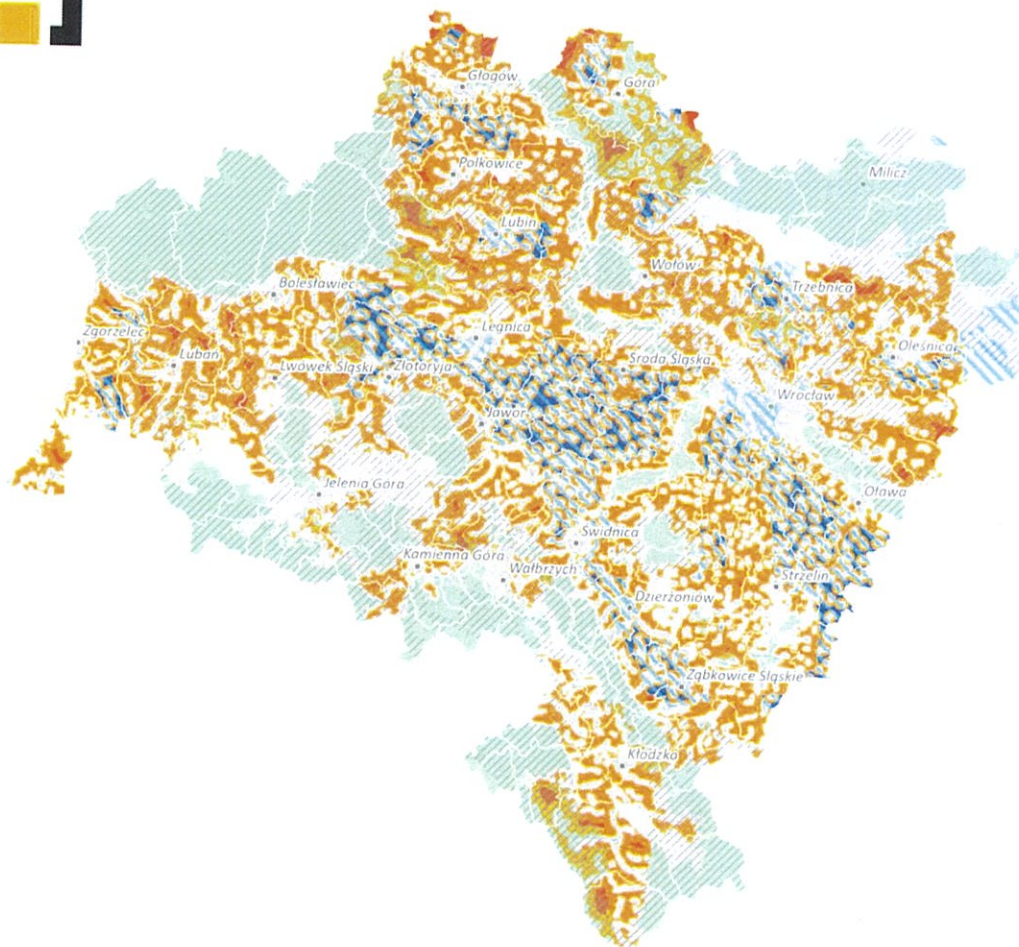 Głogów
Góra
Polkowice
Milicz
Lubin
Wołów
Bolesławiec
Trzebnica
Zgorzelec
Legnica
Lubań
Oleśnica
Środa Śląska
Lwówek Śląski
Złotoryja
Wrocław
Jawor
Jelenia Góra
Oława
Świdnica
Kamienna Góra
Wałbrzych
Strzelin
Dzierżoniów
Ząbkowice Śląskie
Kłodzka